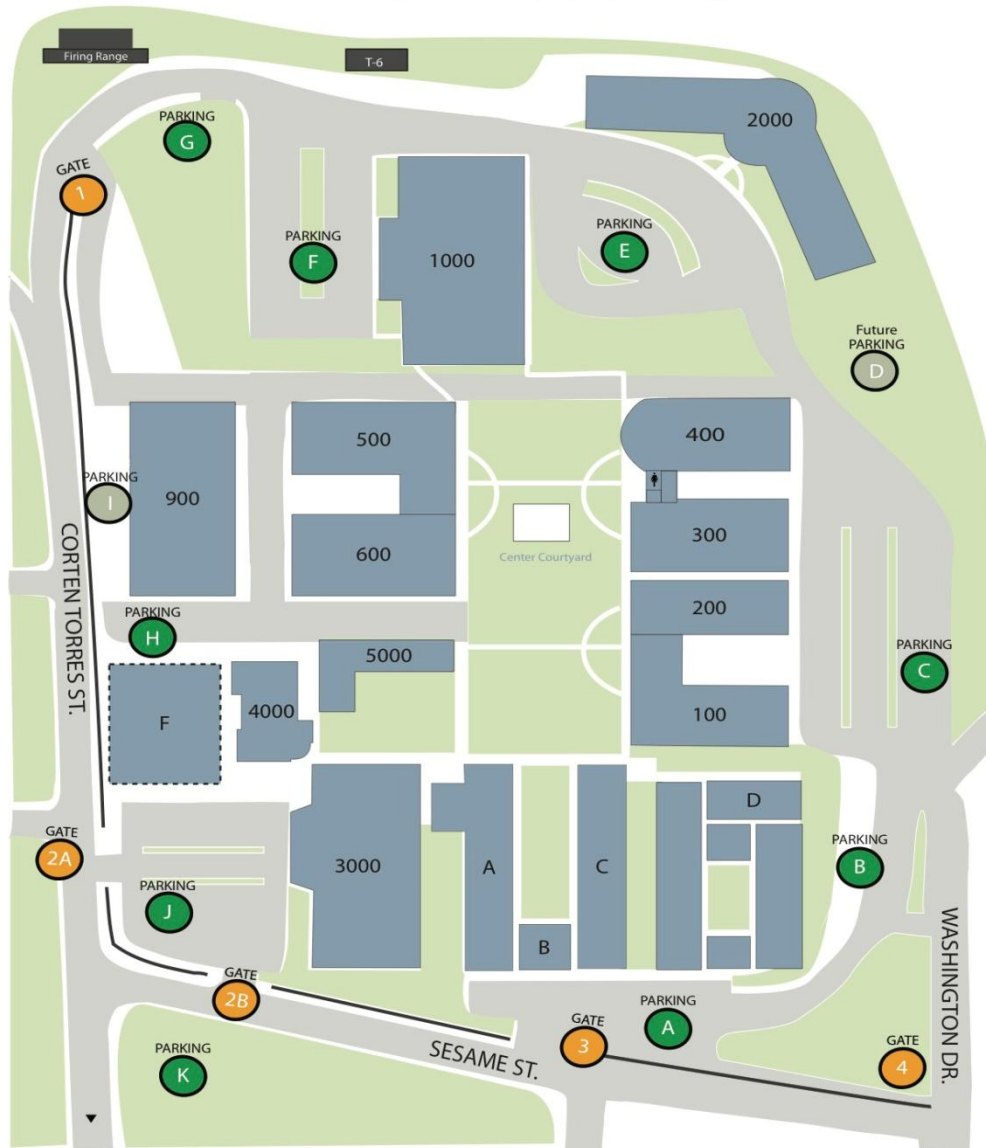 Firing Range
T-6
2000
PARKING
G
GATE
1
PARKING
F
1000
PARKING
E
Future
PARKING
D
500
400
PARKING
I
900
300
Center Courtyard
600
200
CORTEN TORRES ST.
PARKING
H
5000
PARKING
C
F
4000
100
D
GATE
2A
3000
A
C
PARKING
B
PARKING
J
B
WASHINGTON DR.
GATE
2B
PARKING
A
GATE
3
SESAME ST.
GATE
4
PARKING
K